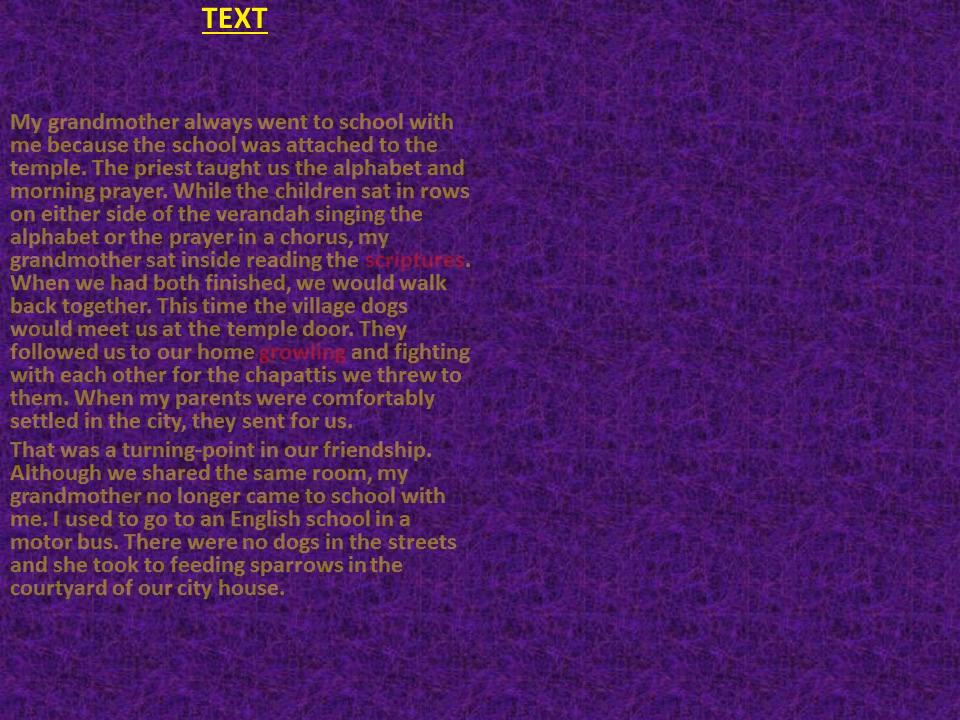 TEXT
My grandmother always went to school with
me because the school was attached to the
temple. The priest taught us the alphabet and
morning prayer. While the children sat in rows
on either side of the verandah singing the
alphabet or the prayer in a chorus, my
grandmother sat inside reading the scriptures.
When we had both finished, we would walk
back together. This time the village dogs
would meet us at the temple door. They
followed us to our home growling and fighting
with each other for the chapattis we threw to
them. When my parents were comfortably
settled in the city, they sent for us.
That was a turning-point in our friendship.
Although we shared the same room, my
grandmother no longer came to school with
me. I used to go to an English school in a
motor bus. There were no dogs in the streets
and she took to feeding sparrows in the
courtyard of our city house.